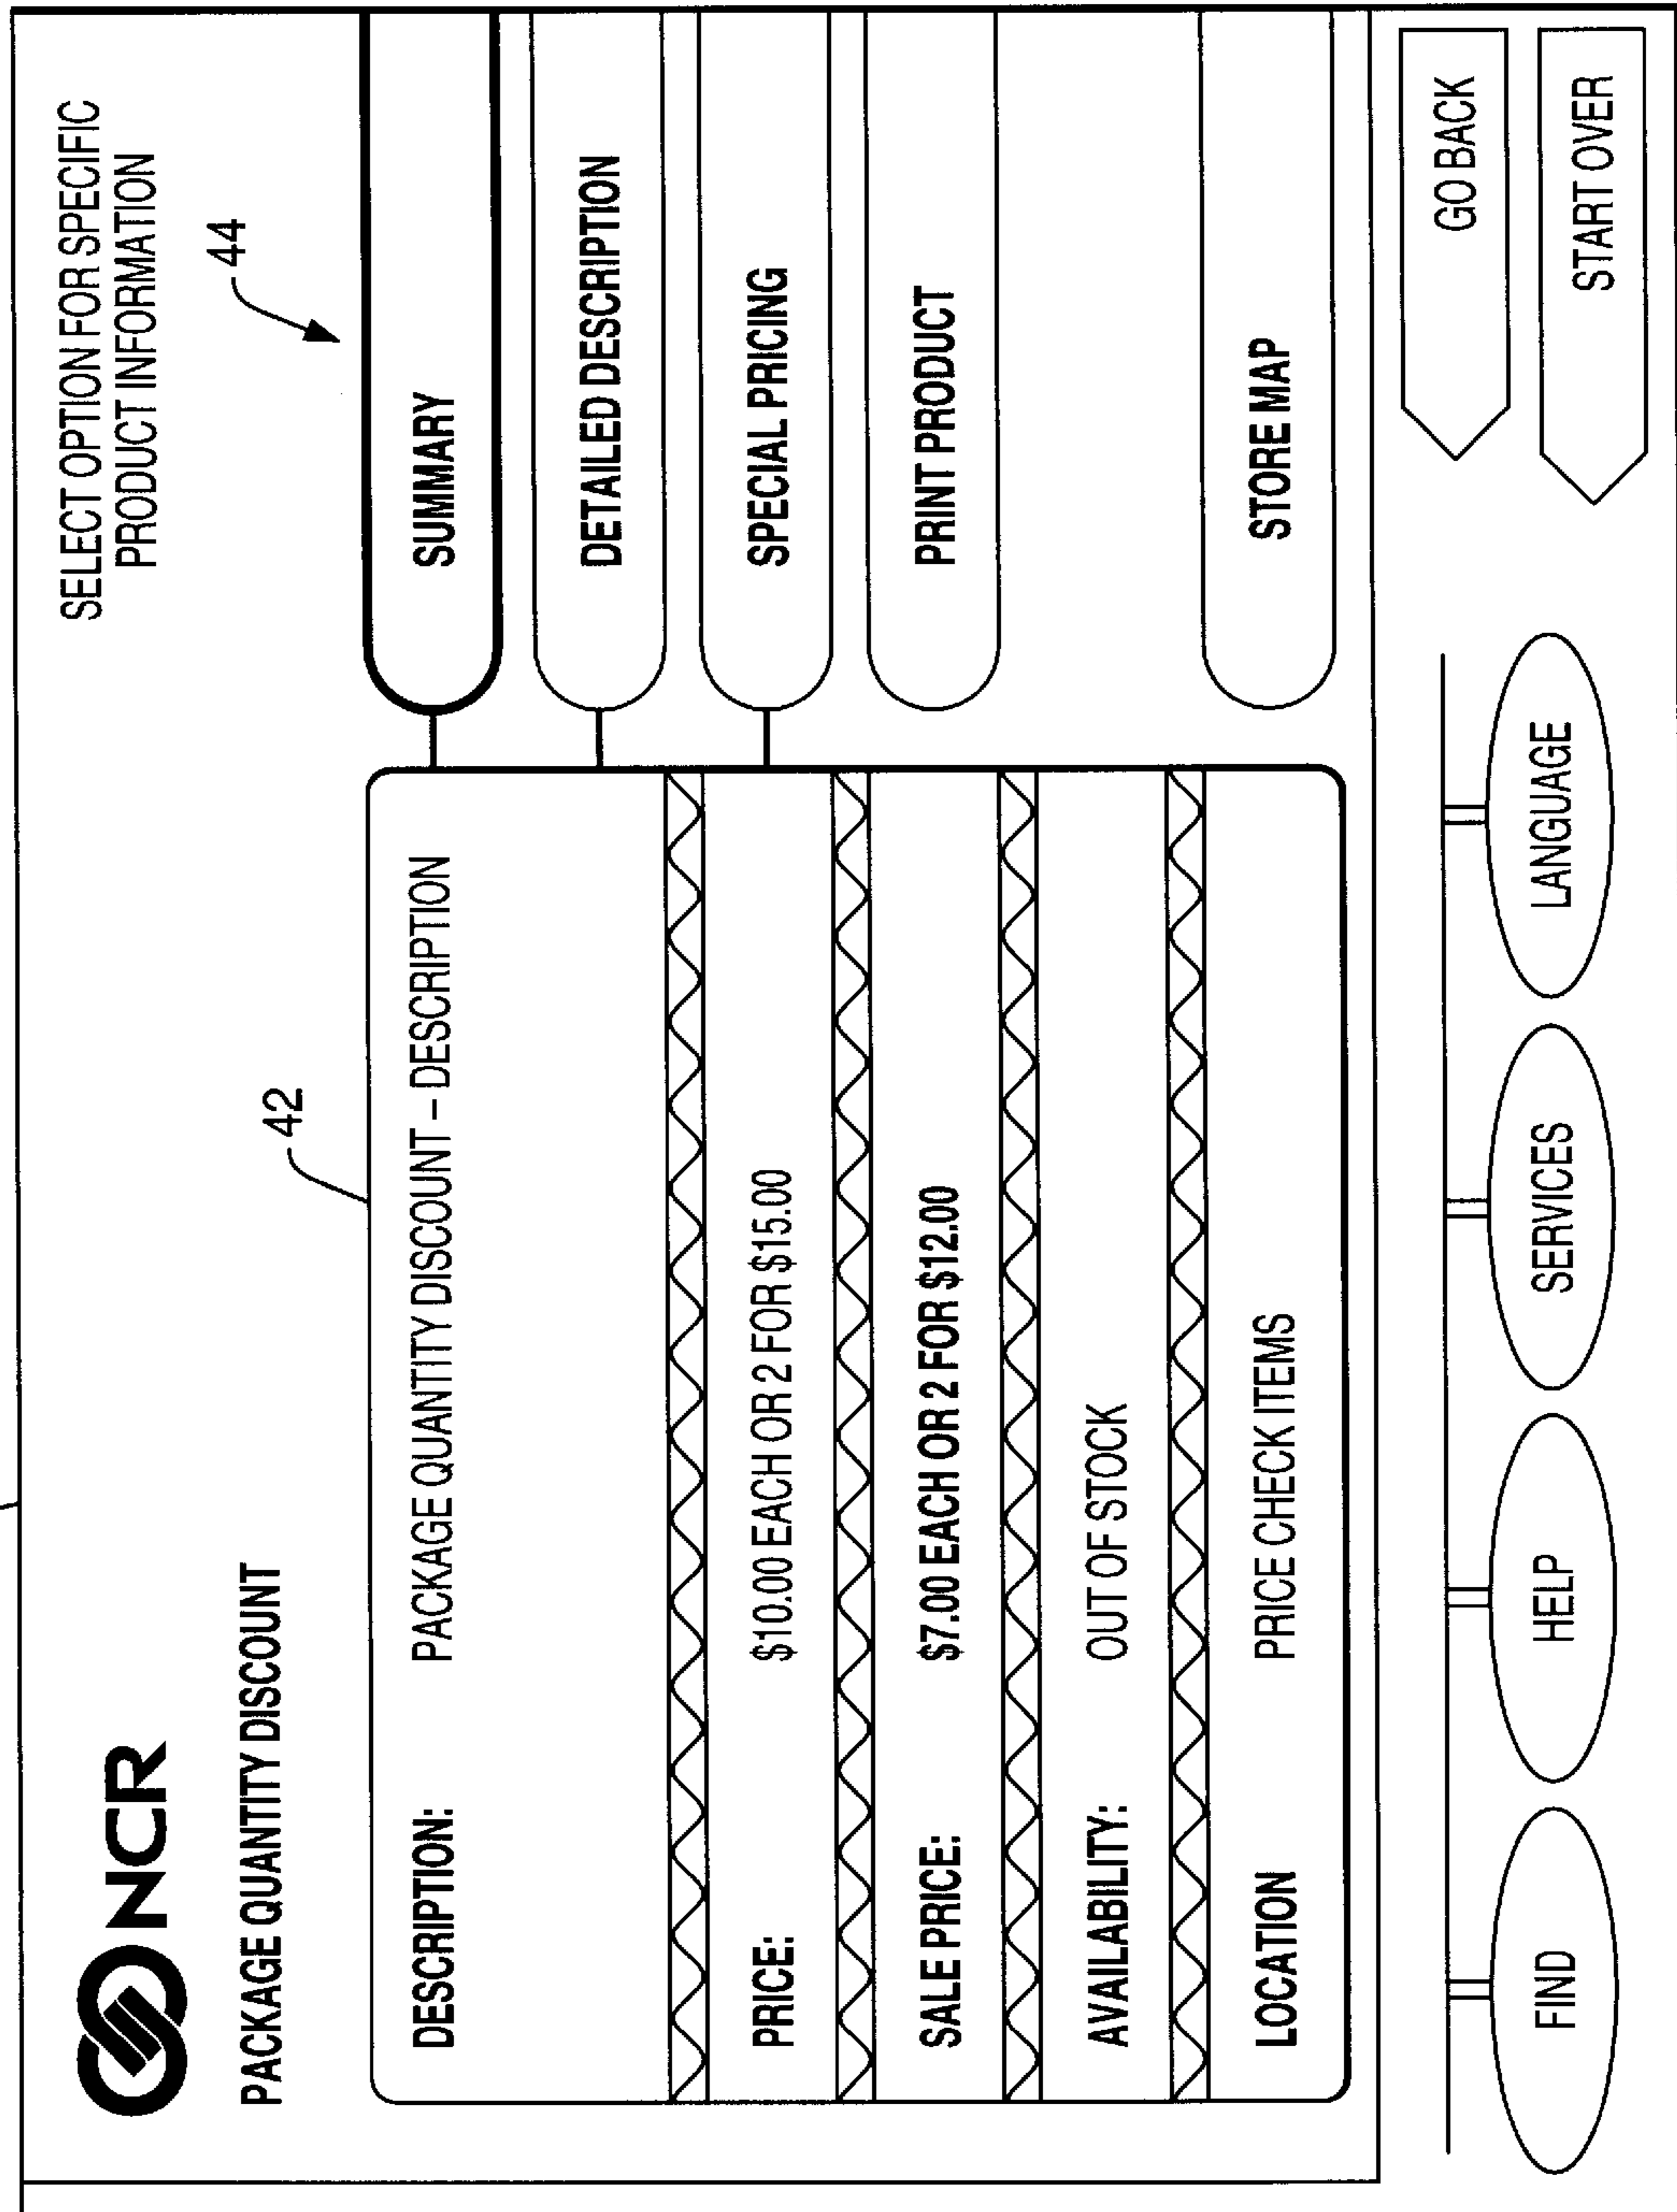 NCR
SELECT OPTION FOR SPECIFIC
PRODUCT INFORMATION
PACKAGE QUANTITY DISCOUNT
42
44
DESCRIPTION: PACKAGE QUANTITY DISCOUNT – DESCRIPTION
PRICE: $10.00 EACH OR 2 FOR $15.00
SALE PRICE: $7.00 EACH OR 2 FOR $12.00
AVAILABILITY: OUT OF STOCK
LOCATION PRICE CHECK ITEMS
SUMMARY
DETAILED DESCRIPTION
SPECIAL PRICING
PRINT PRODUCT
STORE MAP
FIND
HELP
SERVICES
LANGUAGE
GO BACK
START OVER